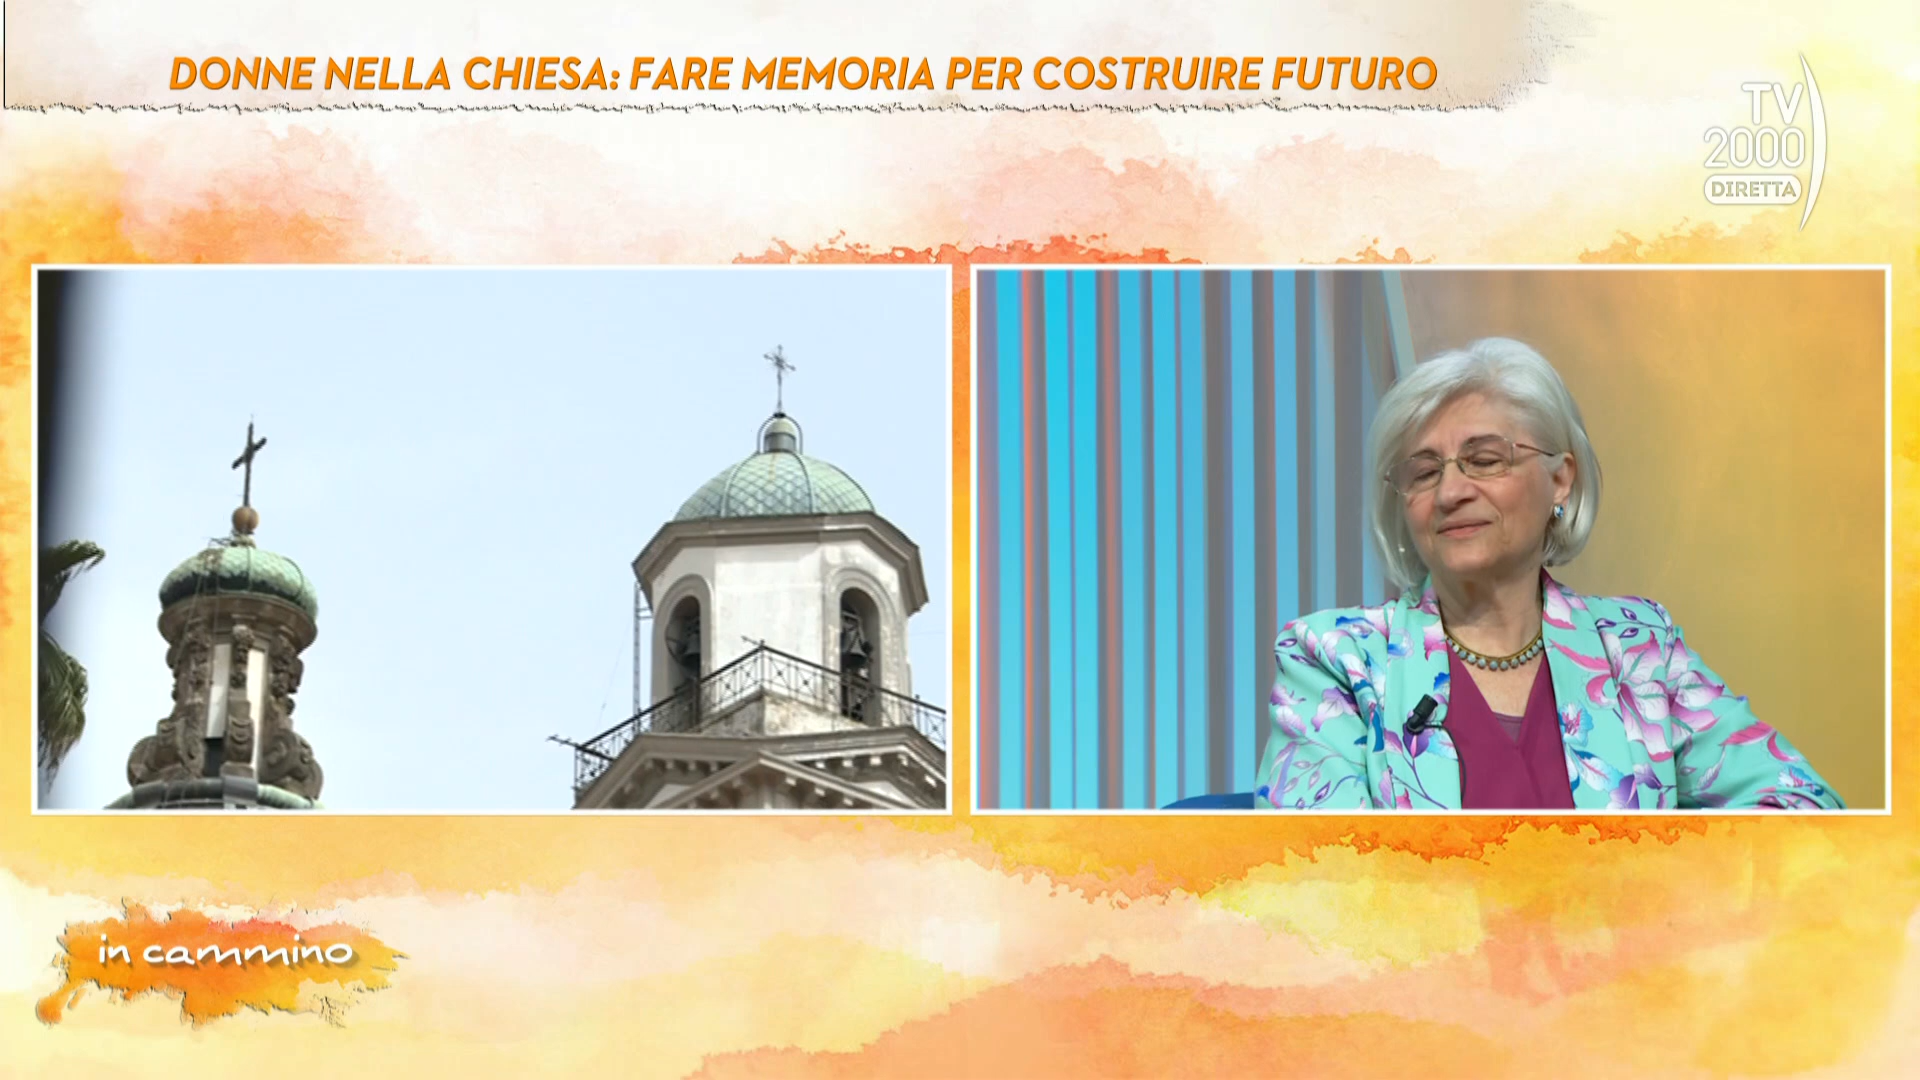 DONNE NELLA CHIESA: FARE MEMORIA PER COSTRUIRE FUTURO
TV
2000
DIRETTA
in cammino